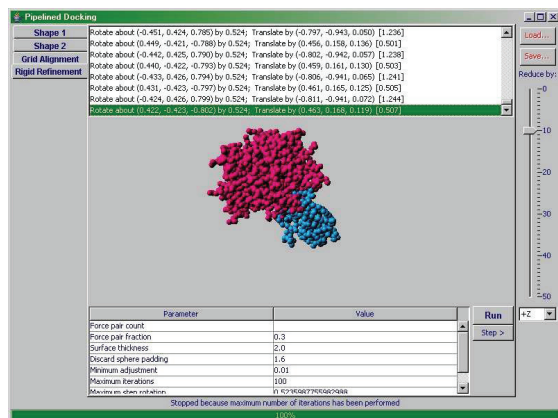 Pipelined Docking
Shape 1
Shape 2
Grid Alignment
Rigid Refinement
Rotate about (-0.451, 0.424, 0.785) by 0.524;  Translate by (-0.797, -0.943, 0.050) [1.236]
Rotate about (0.449, -0.421, -0.788) by 0.524;  Translate by (0.456, 0.158, 0.136) [0.501]
Rotate about (-0.442, 0.425, 0.790) by 0.524;  Translate by (-0.802, -0.942, 0.057) [1.238]
Rotate about (0.440, -0.422, -0.793) by 0.524;  Translate by (0.459, 0.161, 0.130) [0.503]
Rotate about (-0.433, 0.426, 0.794) by 0.524;  Translate by (-0.806, -0.941, 0.065) [1.241]
Rotate about (0.431, -0.423, -0.797) by 0.524;  Translate by (0.461, 0.165, 0.125) [0.505]
Rotate about (-0.424, 0.426, 0.799) by 0.524;  Translate by (-0.811, -0.941, 0.072) [1.244]
Rotate about (0.422, -0.423, -0.802) by 0.524;  Translate by (0.463, 0.168, 0.119) [0.507]
Load...
Save...
Reduce by:
0
10
20
30
40
50
+Z
Parameter Value
Force pair count
Force pair fraction 0.3
Surface thickness 2.0
Discard sphere padding 1.6
Minimum adjustment 0.01
Maximum iterations 100
Maximum step rotation 0.5235987755982988
Run
Step >
Stopped because maximum number of iterations has been performed
100%